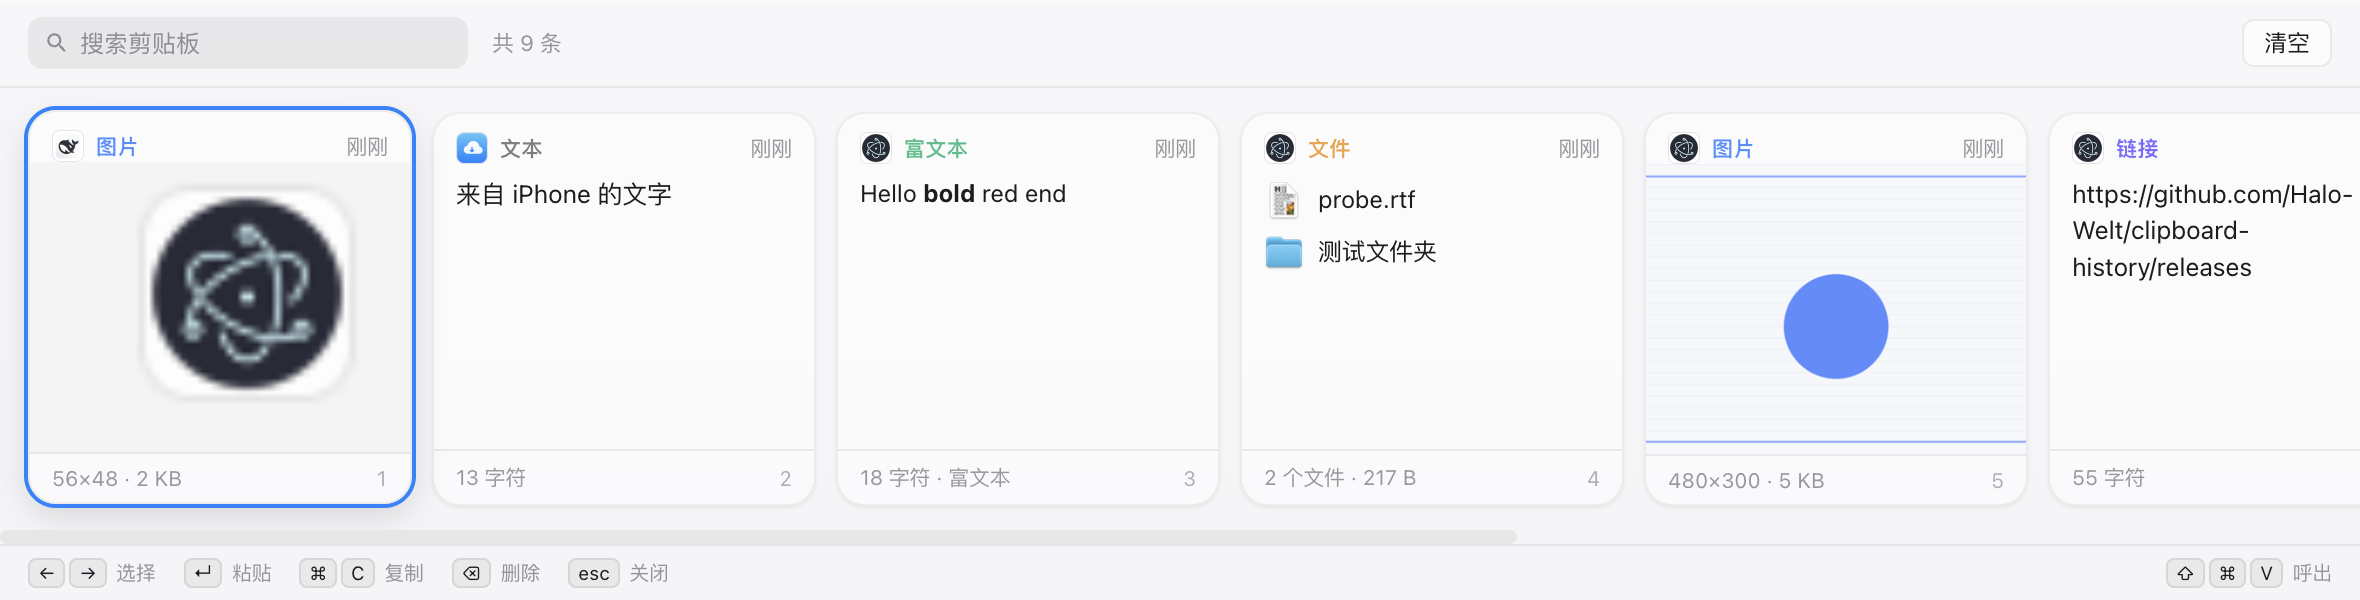 搜索剪贴板
共 9 条
清空
图片
刚刚
56×48 · 2 KB
1
文本
刚刚
来自 iPhone 的文字
13 字符
2
富文本
刚刚
Hello bold red end
18 字符 · 富文本
3
文件
刚刚
probe.rtf
测试文件夹
2 个文件 · 217 B
4
图片
刚刚
480×300 · 5 KB
5
链接
https://github.com/Halo-
Welt/clipboard-
history/releases
55 字符
← → 选择 ↵ 粘贴 ⌘ C 复制 ⌫ 删除 esc 关闭
⇧ ⌘ V 呼出